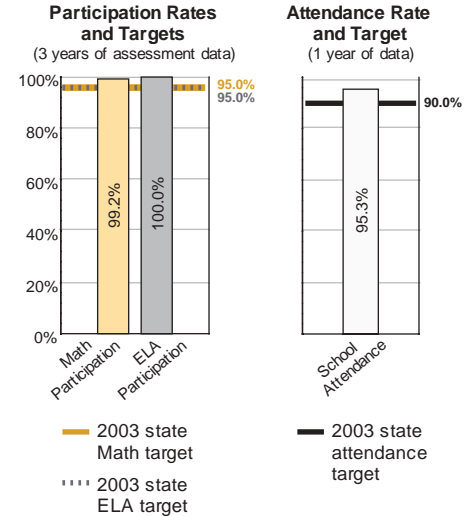 Participation Rates
and Targets
(3 years of assessment data)
100%
80%
60%
40%
20%
0%
95.0%
95.0%
99.2%
100.0%
Math
Participation
ELA
Participation
2003 state
Math target
2003 state
ELA target
Attendance Rate
and Target
(1 year of data)
90.0%
95.3%
School
Attendance
2003 state
attendance
target